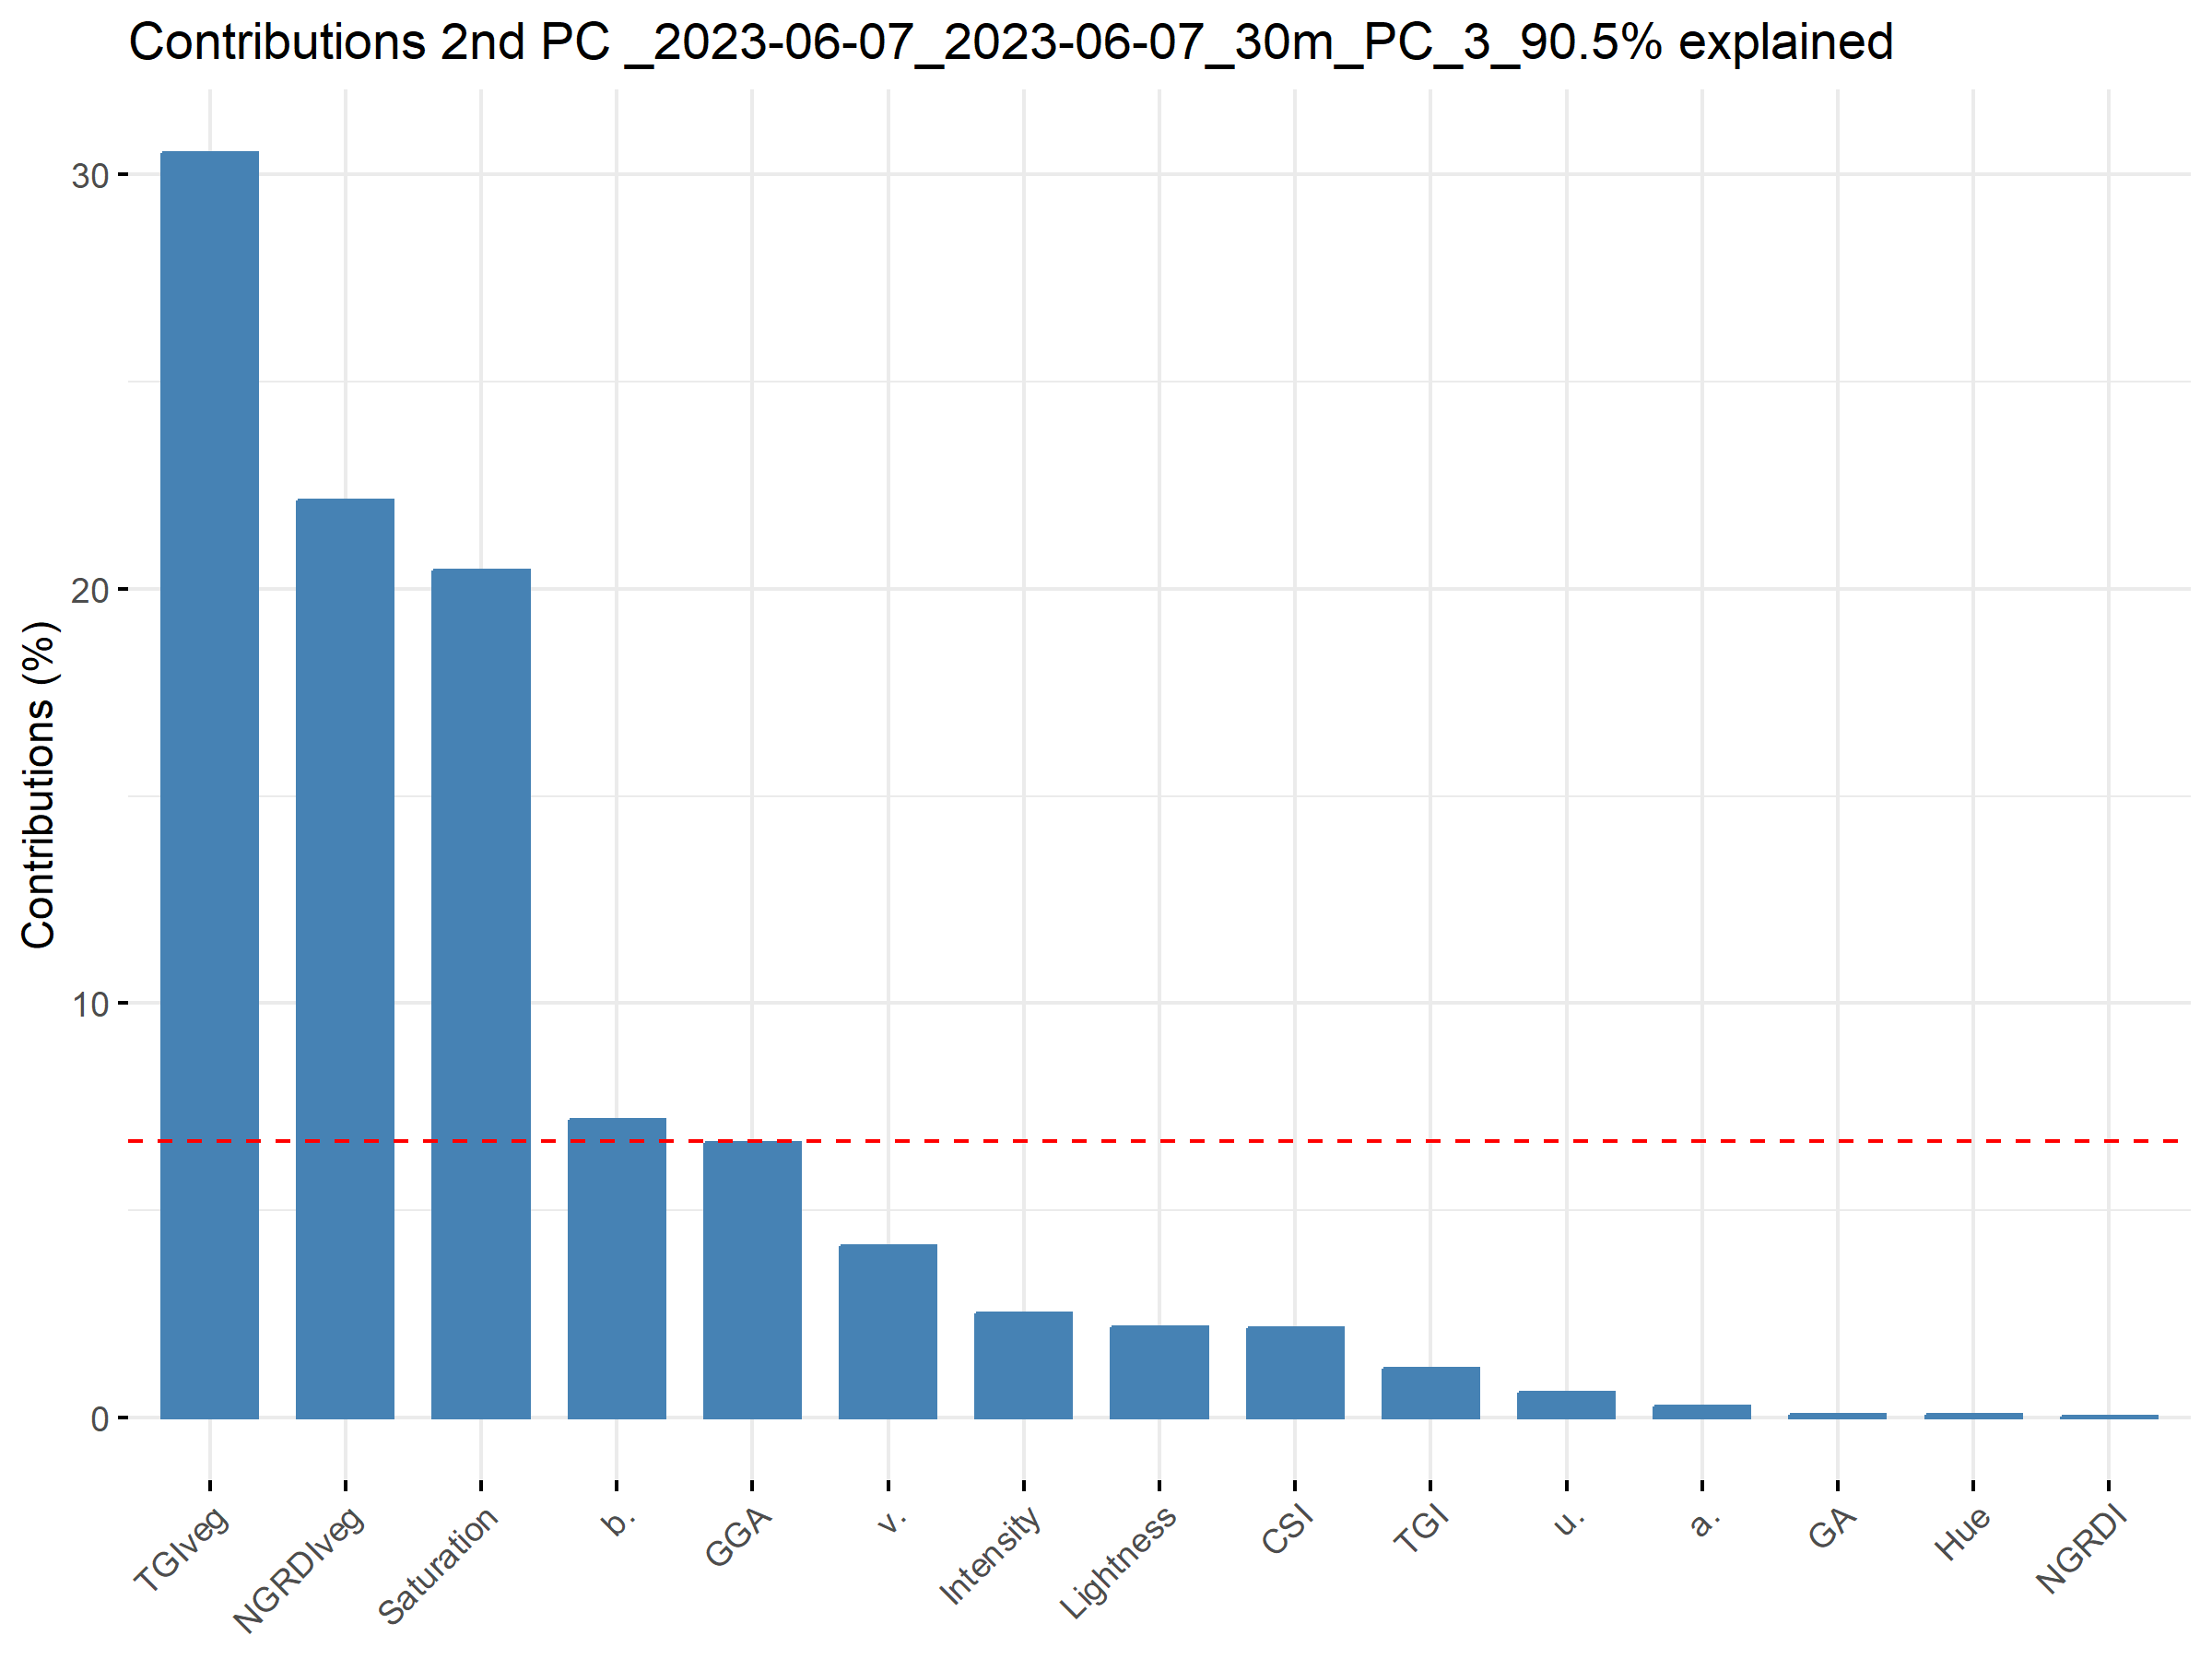 Contributions 2nd PC _2023-06-07_2023-06-07_30m_PC_3_90.5% explained
Contributions (%)
30
20
10
0
TGIveg
NGRDIveg
Saturation
b.
GGA
v.
Intensity
Lightness
CSI
TGI
u.
a.
GA
Hue
NGRDI